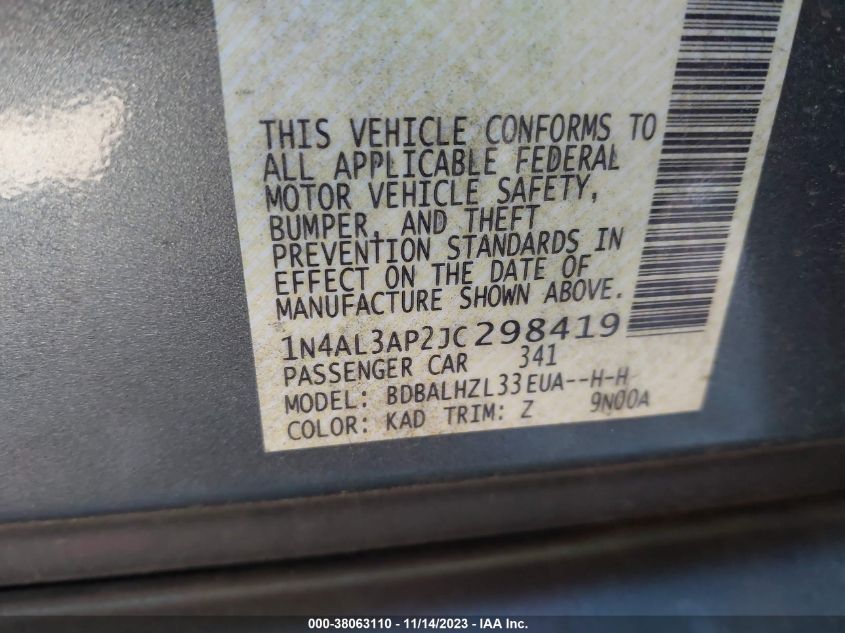 THIS VEHICLE CONFORMS TO
ALL APPLICABLE FEDERAL
MOTOR VEHICLE SAFETY,
BUMPER, AND THEFT
PREVENTION STANDARDS IN
EFFECT ON THE DATE OF
MANUFACTURE SHOWN ABOVE.
1N4AL3AP2JC298419
PASSENGER CAR 341
MODEL: BDBALHZL33EUA--H-H
COLOR: KAD TRIM: Z 9N00A
000-38063110 - 11/14/2023 - IAA Inc.